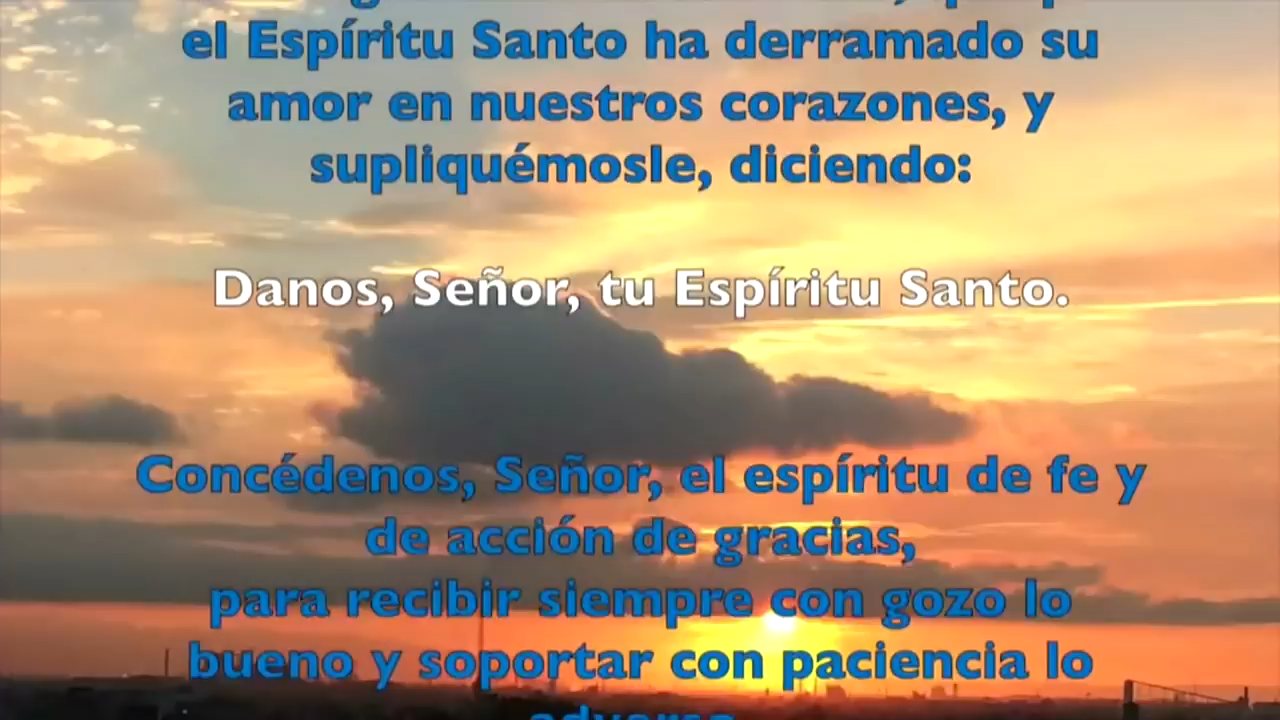 el Espíritu Santo ha derramado su
amor en nuestros corazones, y
supliquémosle, diciendo:
Danos, Señor, tu Espíritu Santo.
Concédenos, Señor, el espíritu de fe y
de acción de gracias,
para recibir siempre con gozo lo
bueno y soportar con paciencia lo